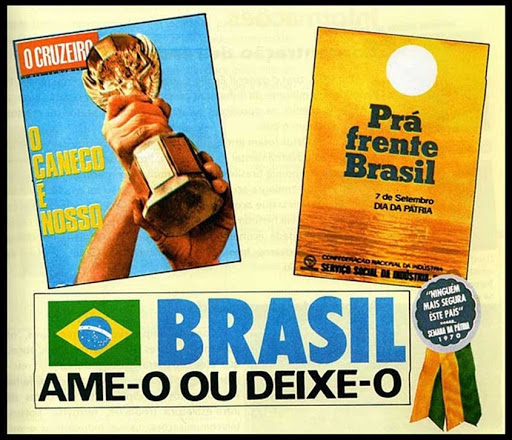 O CRUZEIRO
O
CANECO
É
NOSSO
Prá
frente
Brasil
7 de Setembro
DIA DA PÁTRIA
CONFEDERAÇÃO NACIONAL DA INDÚSTRIA
SERVIÇO SOCIAL DA INDÚSTRIA
BRASIL
AME-O OU DEIXE-O
"NINGUÉM
MAIS SEGURA
ÊSTE PAÍS"
SEMANA DA PÁTRIA
1970